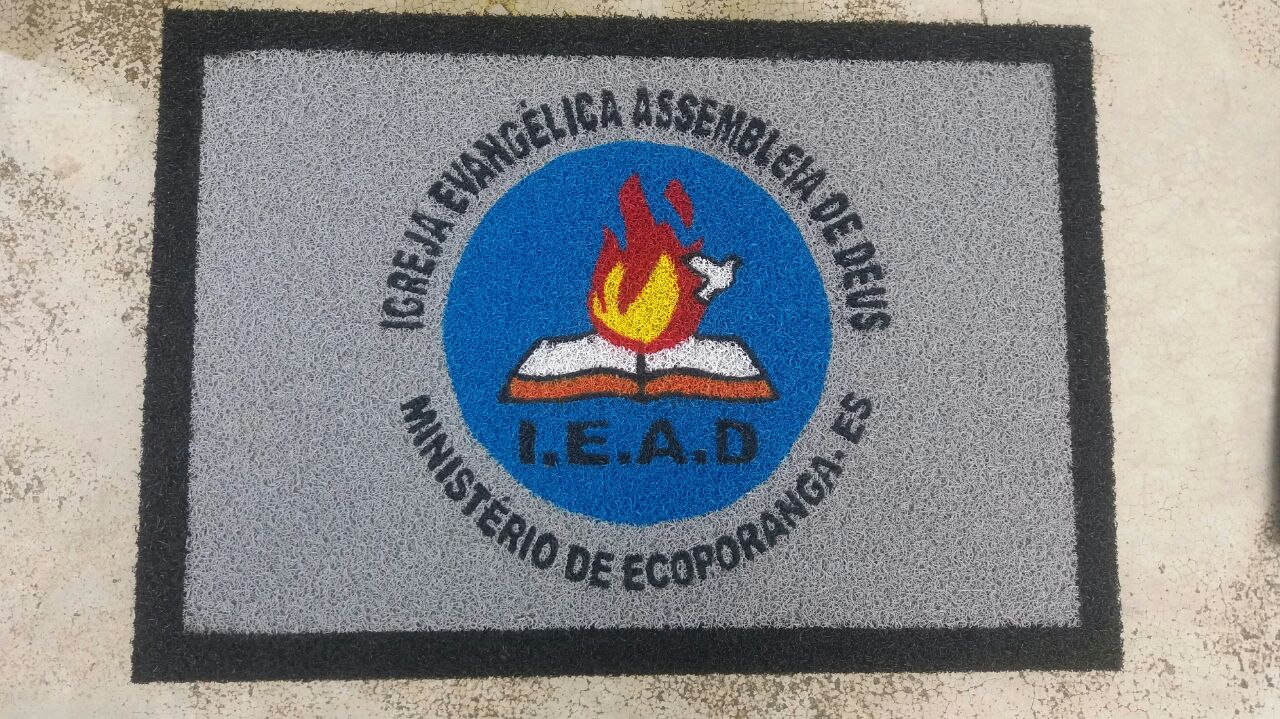 IGREJA EVANGÉLICA ASSEMBLEIA DE DEUS
I.E.A.D
MINISTÉRIO DE ECOPORANGA. ES